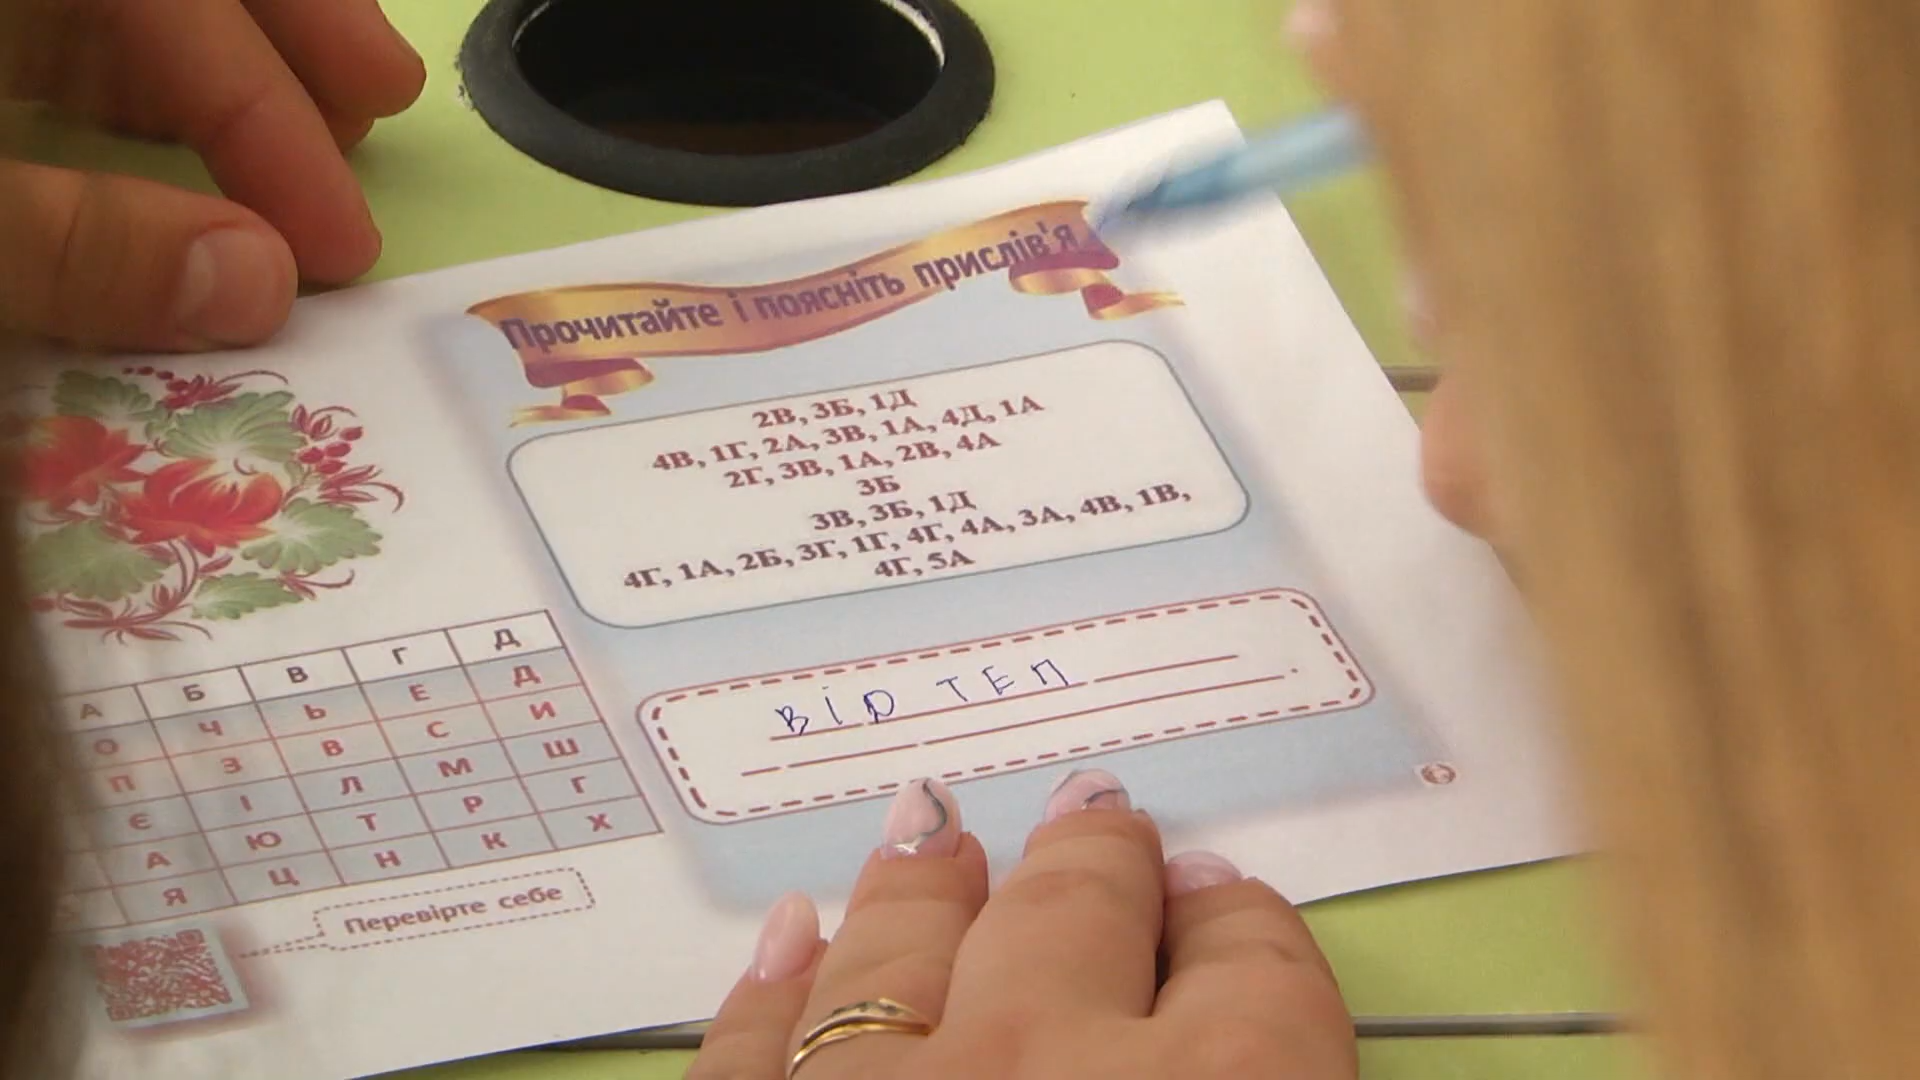 Прочитайте і поясніть прислів'я
2В, 3Б, 1Д
4В, 1Г, 2А, 3В, 1А, 4Д, 1А
2Г, 3В, 1А, 2В, 4А
3Б
3В, 3Б, 1Д
4Г, 1А, 2Б, 3Г, 1Г, 4Г, 4А, 3А, 4В, 1В,
4Г, 5А
ВІД ТЕП
А Б В Г Д
О Ч Ь Е Д
П З В С И
Є І Л М Ш
А Ю Т Р Г
Я Ц Н К Х
Перевірте себе